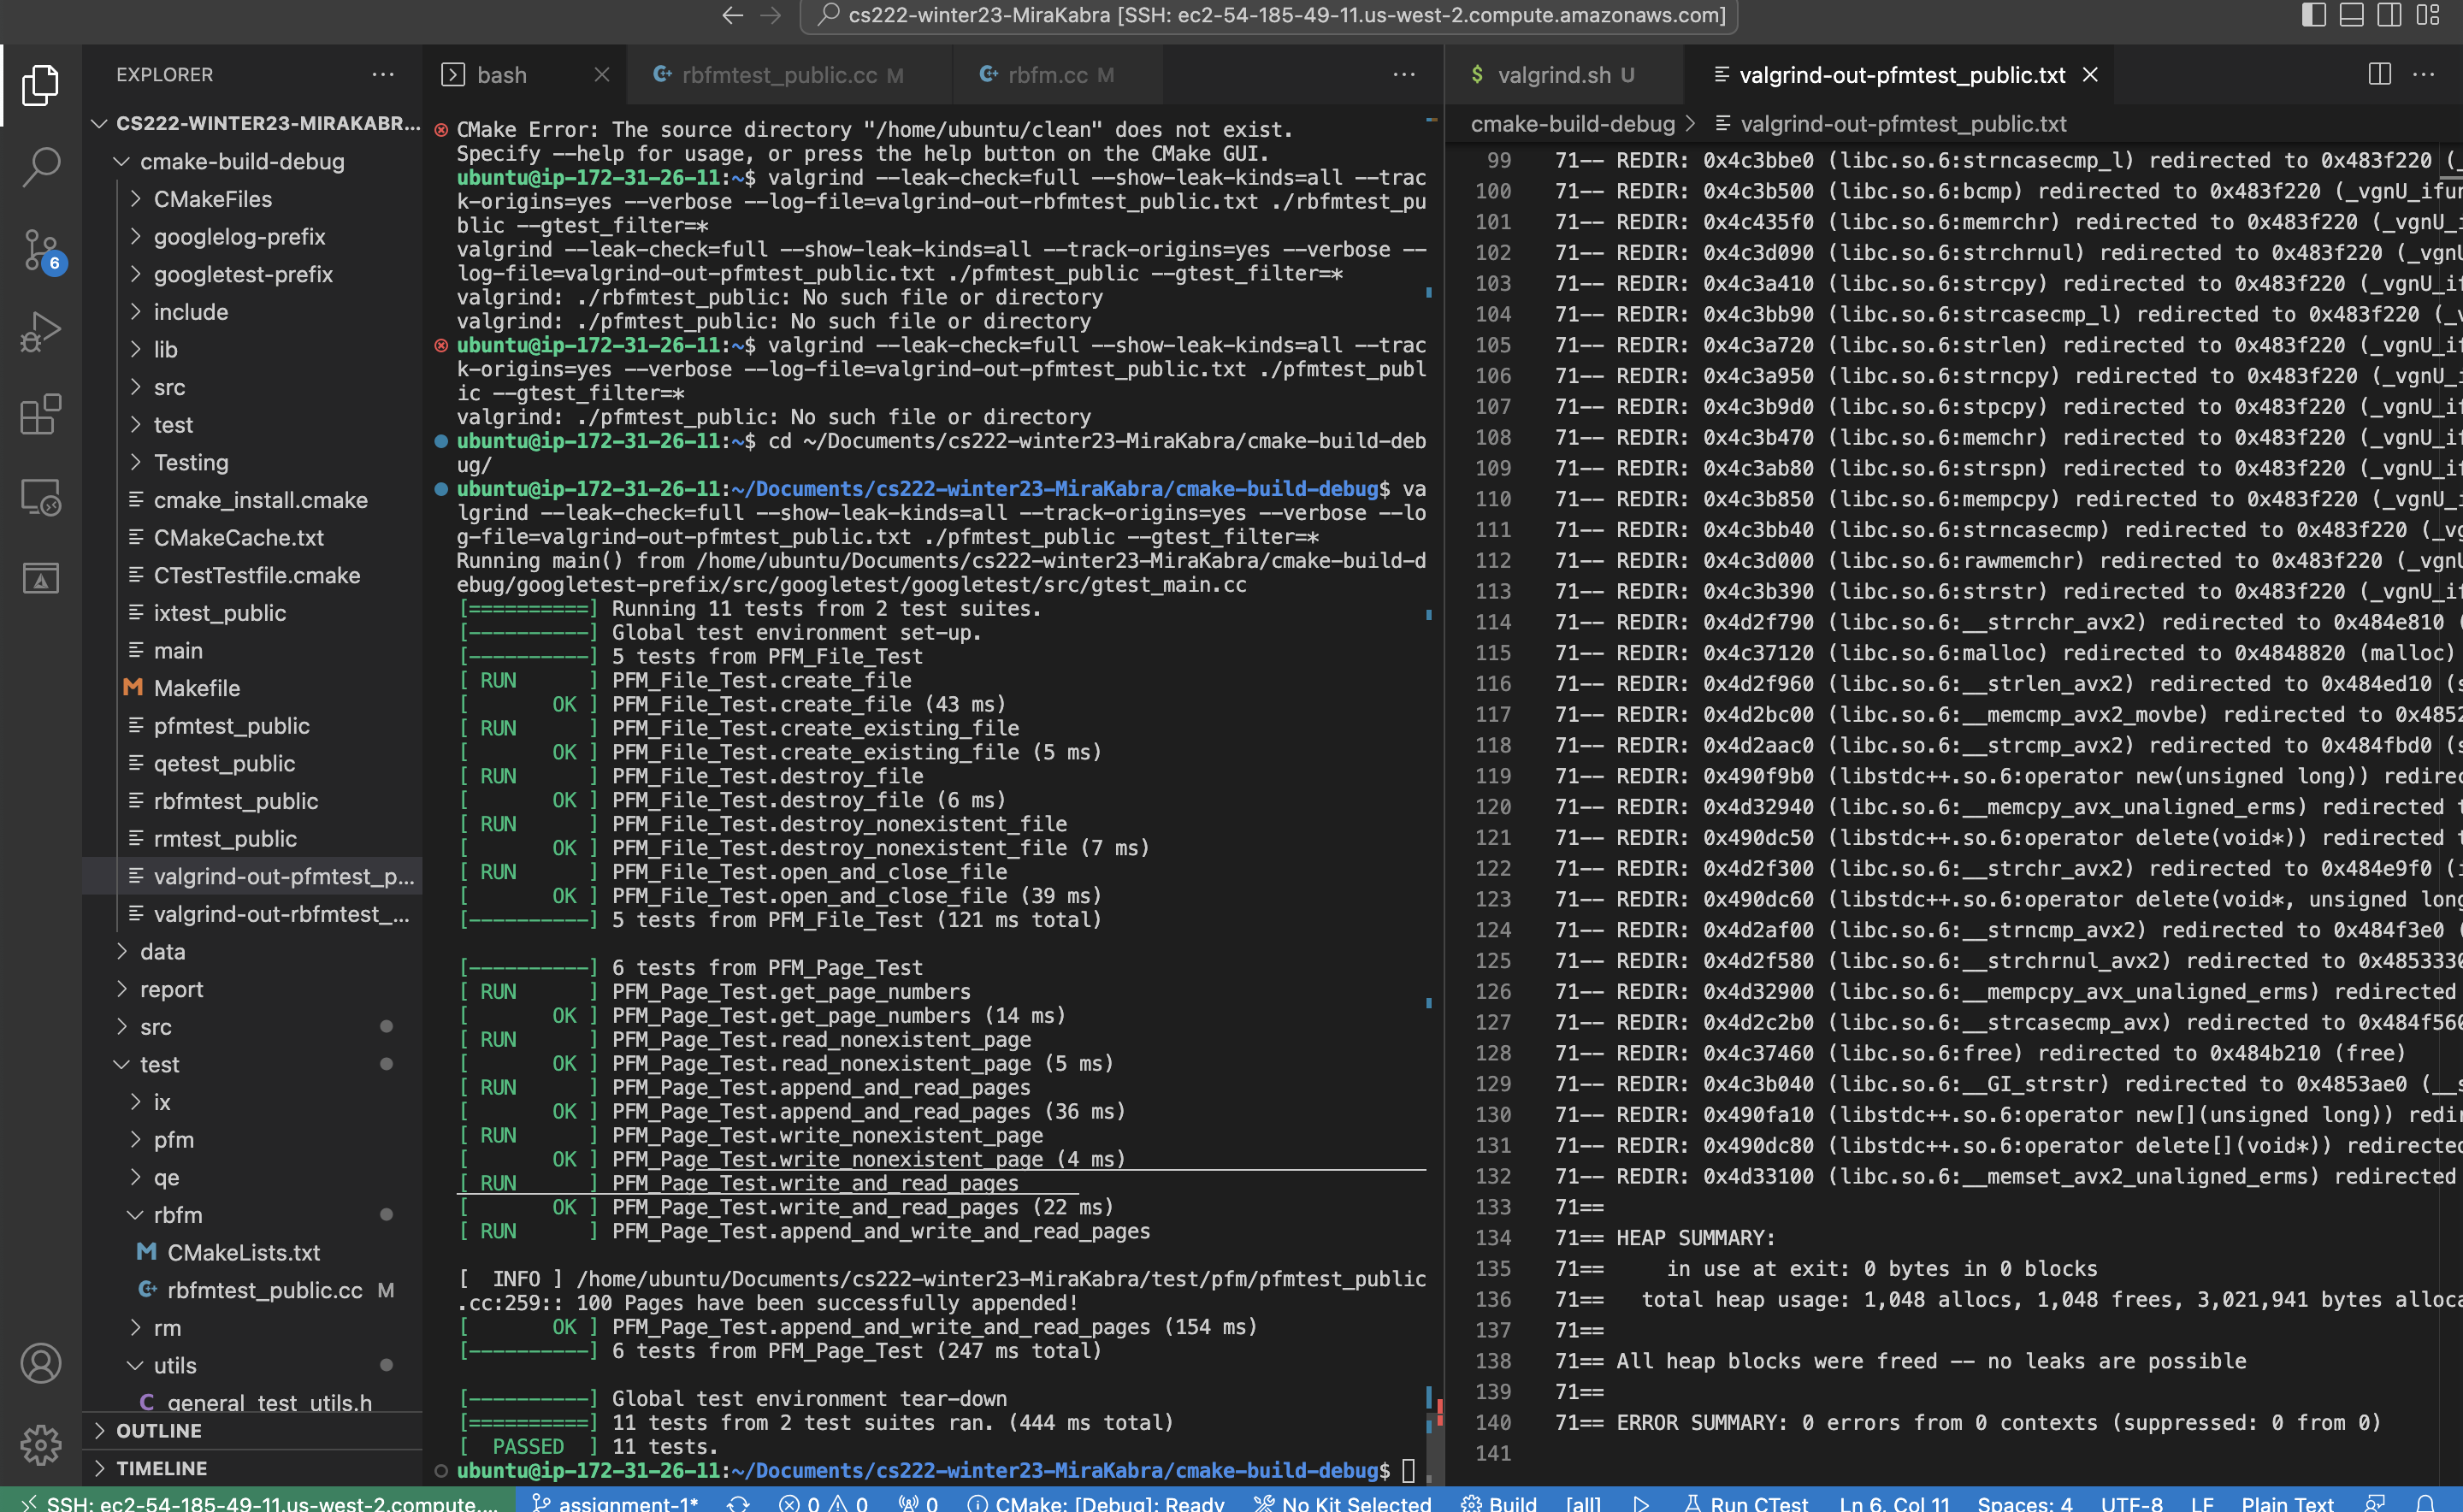 cs222-winter23-MiraKabra [SSH: ec2-54-185-49-11.us-west-2.compute.amazonaws.com]
EXPLORER
CS222-WINTER23-MIRAKABR...
cmake-build-debug
CMakeFiles
googlelog-prefix
googletest-prefix
include
lib
src
test
Testing
cmake_install.cmake
CMakeCache.txt
CTestTestfile.cmake
ixtest_public
main
Makefile
pfmtest_public
qetest_public
rbfmtest_public
rmtest_public
valgrind-out-pfmtest_p...
valgrind-out-rbfmtest_...
data
report
src
test
ix
pfm
qe
rbfm
CMakeLists.txt
rbfmtest_public.cc M
rm
utils
general_test_utils.h
OUTLINE
TIMELINE
6
bash
rbfmtest_public.cc M
rbfm.cc M
CMake Error: The source directory "/home/ubuntu/clean" does not exist.
Specify --help for usage, or press the help button on the CMake GUI.
ubuntu@ip-172-31-26-11:~$ valgrind --leak-check=full --show-leak-kinds=all --trac
k-origins=yes --verbose --log-file=valgrind-out-rbfmtest_public.txt ./rbfmtest_pu
blic --gtest_filter=*
valgrind --leak-check=full --show-leak-kinds=all --track-origins=yes --verbose --
log-file=valgrind-out-pfmtest_public.txt ./pfmtest_public --gtest_filter=*
valgrind: ./rbfmtest_public: No such file or directory
valgrind: ./pfmtest_public: No such file or directory
ubuntu@ip-172-31-26-11:~$ valgrind --leak-check=full --show-leak-kinds=all --trac
k-origins=yes --verbose --log-file=valgrind-out-pfmtest_public.txt ./pfmtest_publ
ic --gtest_filter=*
valgrind: ./pfmtest_public: No such file or directory
ubuntu@ip-172-31-26-11:~$ cd ~/Documents/cs222-winter23-MiraKabra/cmake-build-deb
ug/
ubuntu@ip-172-31-26-11:~/Documents/cs222-winter23-MiraKabra/cmake-build-debug$ va
lgrind --leak-check=full --show-leak-kinds=all --track-origins=yes --verbose --lo
g-file=valgrind-out-pfmtest_public.txt ./pfmtest_public --gtest_filter=*
Running main() from /home/ubuntu/Documents/cs222-winter23-MiraKabra/cmake-build-d
ebug/googletest-prefix/src/googletest/googletest/src/gtest_main.cc
[==========] Running 11 tests from 2 test suites.
[----------] Global test environment set-up.
[----------] 5 tests from PFM_File_Test
[ RUN      ] PFM_File_Test.create_file
[       OK ] PFM_File_Test.create_file (43 ms)
[ RUN      ] PFM_File_Test.create_existing_file
[       OK ] PFM_File_Test.create_existing_file (5 ms)
[ RUN      ] PFM_File_Test.destroy_file
[       OK ] PFM_File_Test.destroy_file (6 ms)
[ RUN      ] PFM_File_Test.destroy_nonexistent_file
[       OK ] PFM_File_Test.destroy_nonexistent_file (7 ms)
[ RUN      ] PFM_File_Test.open_and_close_file
[       OK ] PFM_File_Test.open_and_close_file (39 ms)
[----------] 5 tests from PFM_File_Test (121 ms total)
[----------] 6 tests from PFM_Page_Test
[ RUN      ] PFM_Page_Test.get_page_numbers
[       OK ] PFM_Page_Test.get_page_numbers (14 ms)
[ RUN      ] PFM_Page_Test.read_nonexistent_page
[       OK ] PFM_Page_Test.read_nonexistent_page (5 ms)
[ RUN      ] PFM_Page_Test.append_and_read_pages
[       OK ] PFM_Page_Test.append_and_read_pages (36 ms)
[ RUN      ] PFM_Page_Test.write_nonexistent_page
[       OK ] PFM_Page_Test.write_nonexistent_page (4 ms)
[ RUN      ] PFM_Page_Test.write_and_read_pages
[       OK ] PFM_Page_Test.write_and_read_pages (22 ms)
[ RUN      ] PFM_Page_Test.append_and_write_and_read_pages
[  INFO ] /home/ubuntu/Documents/cs222-winter23-MiraKabra/test/pfm/pfmtest_public
.cc:259:: 100 Pages have been successfully appended!
[       OK ] PFM_Page_Test.append_and_write_and_read_pages (154 ms)
[----------] 6 tests from PFM_Page_Test (247 ms total)
[----------] Global test environment tear-down
[==========] 11 tests from 2 test suites ran. (444 ms total)
[  PASSED  ] 11 tests.
ubuntu@ip-172-31-26-11:~/Documents/cs222-winter23-MiraKabra/cmake-build-debug$
valgrind.sh U
valgrind-out-pfmtest_public.txt
cmake-build-debug > valgrind-out-pfmtest_public.txt
99 71-- REDIR: 0x4c3bbe0 (libc.so.6:strncasecmp_l) redirected to 0x483f220 (_
100 71-- REDIR: 0x4c3b500 (libc.so.6:bcmp) redirected to 0x483f220 (_vgnU_ifun
101 71-- REDIR: 0x4c435f0 (libc.so.6:memrchr) redirected to 0x483f220 (_vgnU_i
102 71-- REDIR: 0x4c3d090 (libc.so.6:strchrnul) redirected to 0x483f220 (_vgnU
103 71-- REDIR: 0x4c3a410 (libc.so.6:strcpy) redirected to 0x483f220 (_vgnU_if
104 71-- REDIR: 0x4c3bb90 (libc.so.6:strcasecmp_l) redirected to 0x483f220 (_v
105 71-- REDIR: 0x4c3a720 (libc.so.6:strlen) redirected to 0x483f220 (_vgnU_if
106 71-- REDIR: 0x4c3a950 (libc.so.6:strncpy) redirected to 0x483f220 (_vgnU_i
107 71-- REDIR: 0x4c3b9d0 (libc.so.6:stpcpy) redirected to 0x483f220 (_vgnU_if
108 71-- REDIR: 0x4c3b470 (libc.so.6:memchr) redirected to 0x483f220 (_vgnU_if
109 71-- REDIR: 0x4c3ab80 (libc.so.6:strspn) redirected to 0x483f220 (_vgnU_if
110 71-- REDIR: 0x4c3b850 (libc.so.6:mempcpy) redirected to 0x483f220 (_vgnU_i
111 71-- REDIR: 0x4c3bb40 (libc.so.6:strncasecmp) redirected to 0x483f220 (_vg
112 71-- REDIR: 0x4c3d000 (libc.so.6:rawmemchr) redirected to 0x483f220 (_vgnU
113 71-- REDIR: 0x4c3b390 (libc.so.6:strstr) redirected to 0x483f220 (_vgnU_if
114 71-- REDIR: 0x4d2f790 (libc.so.6:__strrchr_avx2) redirected to 0x484e810 (
115 71-- REDIR: 0x4c37120 (libc.so.6:malloc) redirected to 0x4848820 (malloc)
116 71-- REDIR: 0x4d2f960 (libc.so.6:__strlen_avx2) redirected to 0x484ed10 (s
117 71-- REDIR: 0x4d2bc00 (libc.so.6:__memcmp_avx2_movbe) redirected to 0x4852
118 71-- REDIR: 0x4d2aac0 (libc.so.6:__strcmp_avx2) redirected to 0x484fbd0 (s
119 71-- REDIR: 0x490f9b0 (libstdc++.so.6:operator new(unsigned long)) redirec
120 71-- REDIR: 0x4d32940 (libc.so.6:__memcpy_avx_unaligned_erms) redirected t
121 71-- REDIR: 0x490dc50 (libstdc++.so.6:operator delete(void*)) redirected t
122 71-- REDIR: 0x4d2f300 (libc.so.6:__strchr_avx2) redirected to 0x484e9f0 (i
123 71-- REDIR: 0x490dc60 (libstdc++.so.6:operator delete(void*, unsigned long
124 71-- REDIR: 0x4d2af00 (libc.so.6:__strncmp_avx2) redirected to 0x484f3e0 (
125 71-- REDIR: 0x4d2f580 (libc.so.6:__strchrnul_avx2) redirected to 0x4853330
126 71-- REDIR: 0x4d32900 (libc.so.6:__mempcpy_avx_unaligned_erms) redirected
127 71-- REDIR: 0x4d2c2b0 (libc.so.6:__strcasecmp_avx) redirected to 0x484f560
128 71-- REDIR: 0x4c37460 (libc.so.6:free) redirected to 0x484b210 (free)
129 71-- REDIR: 0x4c3b040 (libc.so.6:__GI_strstr) redirected to 0x4853ae0 (__s
130 71-- REDIR: 0x490fa10 (libstdc++.so.6:operator new[](unsigned long)) redir
131 71-- REDIR: 0x490dc80 (libstdc++.so.6:operator delete[](void*)) redirected
132 71-- REDIR: 0x4d33100 (libc.so.6:__memset_avx2_unaligned_erms) redirected
133 71==
134 71== HEAP SUMMARY:
135 71==     in use at exit: 0 bytes in 0 blocks
136 71==   total heap usage: 1,048 allocs, 1,048 frees, 3,021,941 bytes alloca
137 71==
138 71== All heap blocks were freed -- no leaks are possible
139 71==
140 71== ERROR SUMMARY: 0 errors from 0 contexts (suppressed: 0 from 0)
141
SSH: ec2-54-185-49-11.us-west-2.compute.... assignment-1* 0 0 0 CMake: [Debug]: Ready No Kit Selected Build [all] Run CTest Ln 6, Col 11 Spaces: 4 UTF-8 LF Plain Text